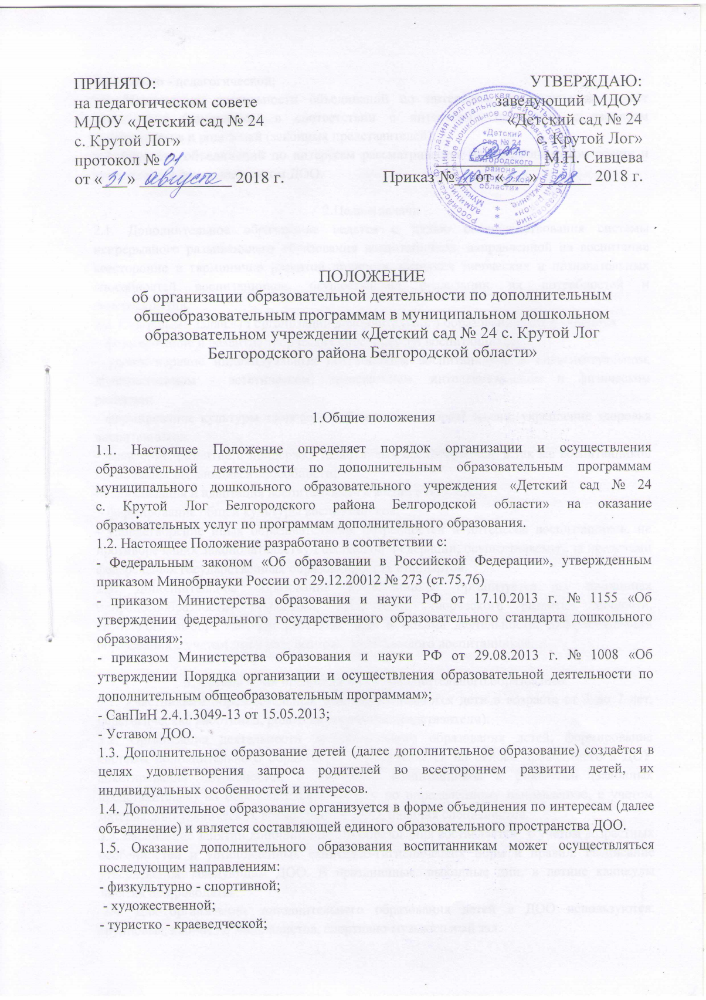 ПРИНЯТО:
на педагогическом совете
МДОУ «Детский сад № 24
с. Крутой Лог»
протокол № 01
от «31» августа 2018 г.
УТВЕРЖДАЮ:
заведующий МДОУ
«Детский сад № 24
с. Крутой Лог»
М.Н. Сивцева
Приказ № от «31» 08 2018 г.
«Детский
сад № 24
Белгородского
района
области»
ПОЛОЖЕНИЕ
об организации образовательной деятельности по дополнительным
общеобразовательным программам в муниципальном дошкольном
образовательном учреждении «Детский сад № 24 с. Крутой Лог
Белгородского района Белгородской области»
1.Общие положения
1.1. Настоящее Положение определяет порядок организации и осуществления
образовательной деятельности по дополнительным образовательным программам
муниципального дошкольного образовательного учреждения «Детский сад № 24
с. Крутой Лог Белгородского района Белгородской области» на оказание
образовательных услуг по программам дополнительного образования.
1.2. Настоящее Положение разработано в соответствии с:
- Федеральным законом «Об образовании в Российской Федерации», утвержденным
приказом Минобрнауки России от 29.12.20012 № 273 (ст.75,76)
- приказом Министерства образования и науки РФ от 17.10.2013 г. № 1155 «Об
утверждении федерального государственного образовательного стандарта дошкольного
образования»;
- приказом Министерства образования и науки РФ от 29.08.2013 г. № 1008 «Об
утверждении Порядка организации и осуществления образовательной деятельности по
дополнительным общеобразовательным программам»;
- СанПиН 2.4.1.3049-13 от 15.05.2013;
- Уставом ДОО.
1.3. Дополнительное образование детей (далее дополнительное образование) создаётся в
целях удовлетворения запроса родителей во всестороннем развитии детей, их
индивидуальных особенностей и интересов.
1.4. Дополнительное образование организуется в форме объединения по интересам (далее
объединение) и является составляющей единого образовательного пространства ДОО.
1.5. Оказание дополнительного образования воспитанникам может осуществляться
последующим направлениям:
- физкультурно - спортивной;
- художественной;
- туристко - краеведческой;